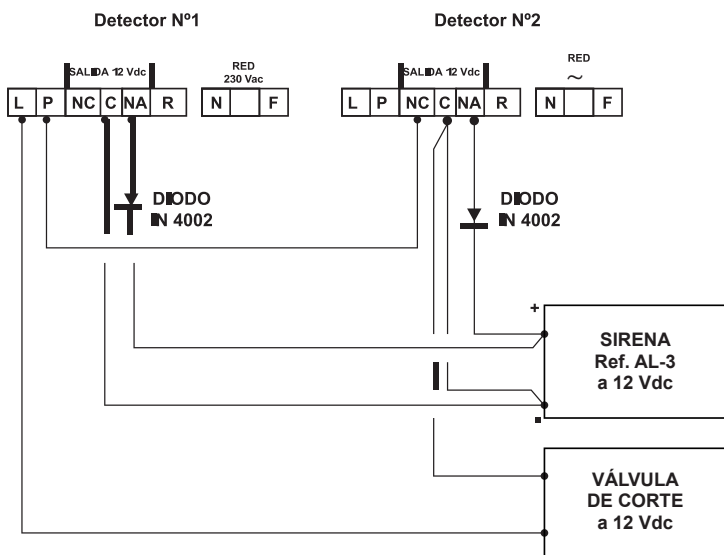 Detector Nº1
Detector Nº2
SALIDA 12 Vdc
RED
230 Vac
SALIDA 12 Vdc
RED
~
L P NC C NA R
N F
L P NC C NA R
N F
DIODO
IN 4002
DIODO
IN 4002
+
SIRENA
Ref. AL-3
a 12 Vdc
VÁLVULA
DE CORTE
a 12 Vdc